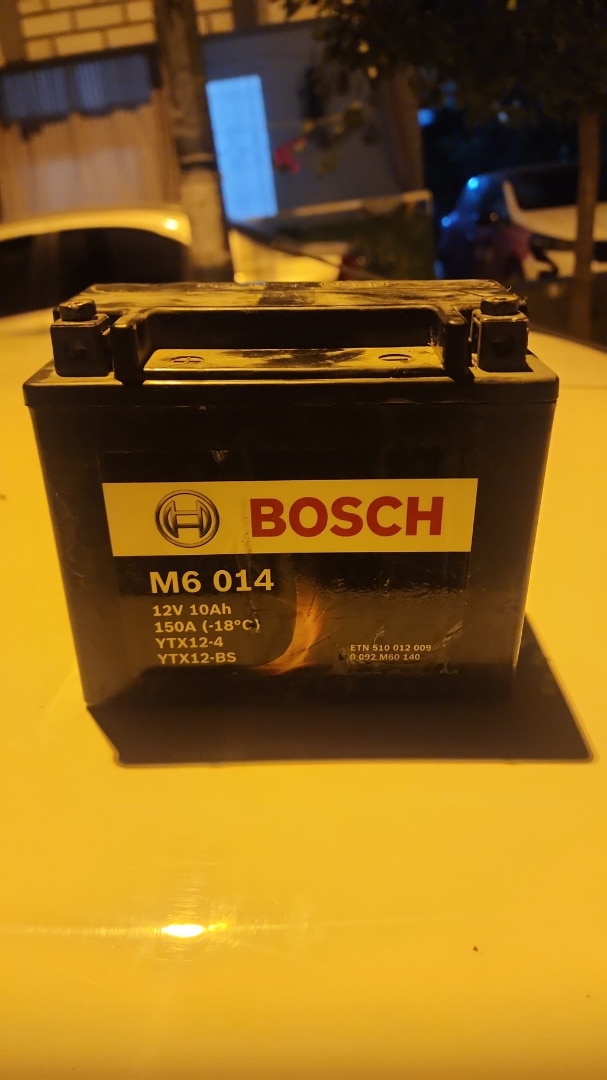 BOSCH
M6 014
12V 10Ah
150A (-18°C)
YTX12-4
YTX12-BS
ETN 510 012 009
0 092 M60 140